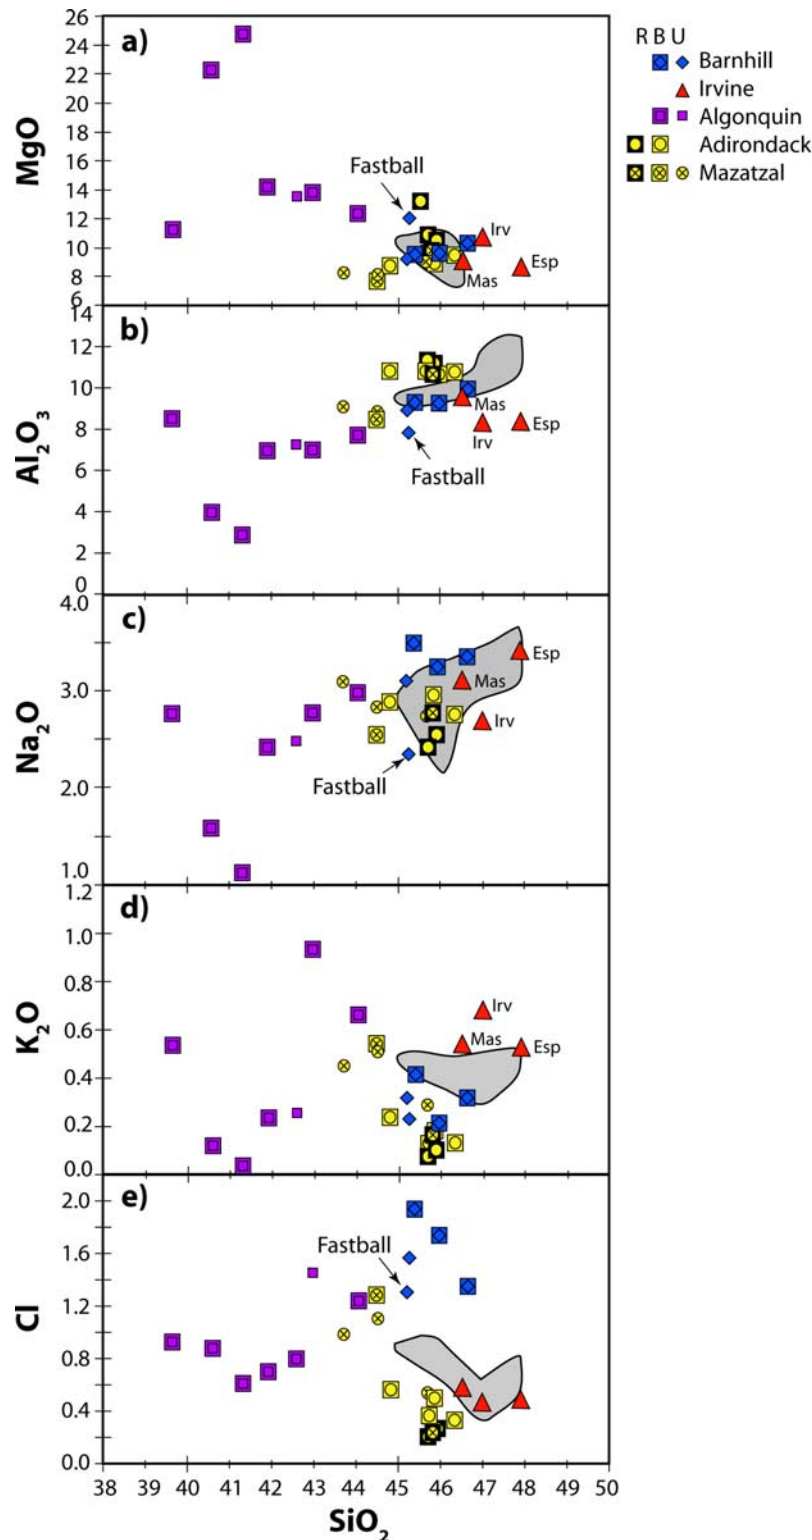 a)
MgO
26
24
22
20
18
16
14
12
10
8
6
Fastball
Irv
Mas
Esp
R B U
Barnhill
Irvine
Algonquin
Adirondack
Mazatzal
b)
Al2O3
14
12
10
8
6
4
2
0
Mas
Irv
Esp
Fastball
c)
Na2O
4.0
3.0
2.0
1.0
Esp
Mas
Irv
Fastball
d)
K2O
1.2
1.0
0.8
0.6
0.4
0.2
0.0
Irv
Mas
Esp
e)
Cl
2.0
1.6
1.2
0.8
0.4
0.0
Fastball
38 39 40 41 42 43 44 45 46 47 48 49 50
SiO2